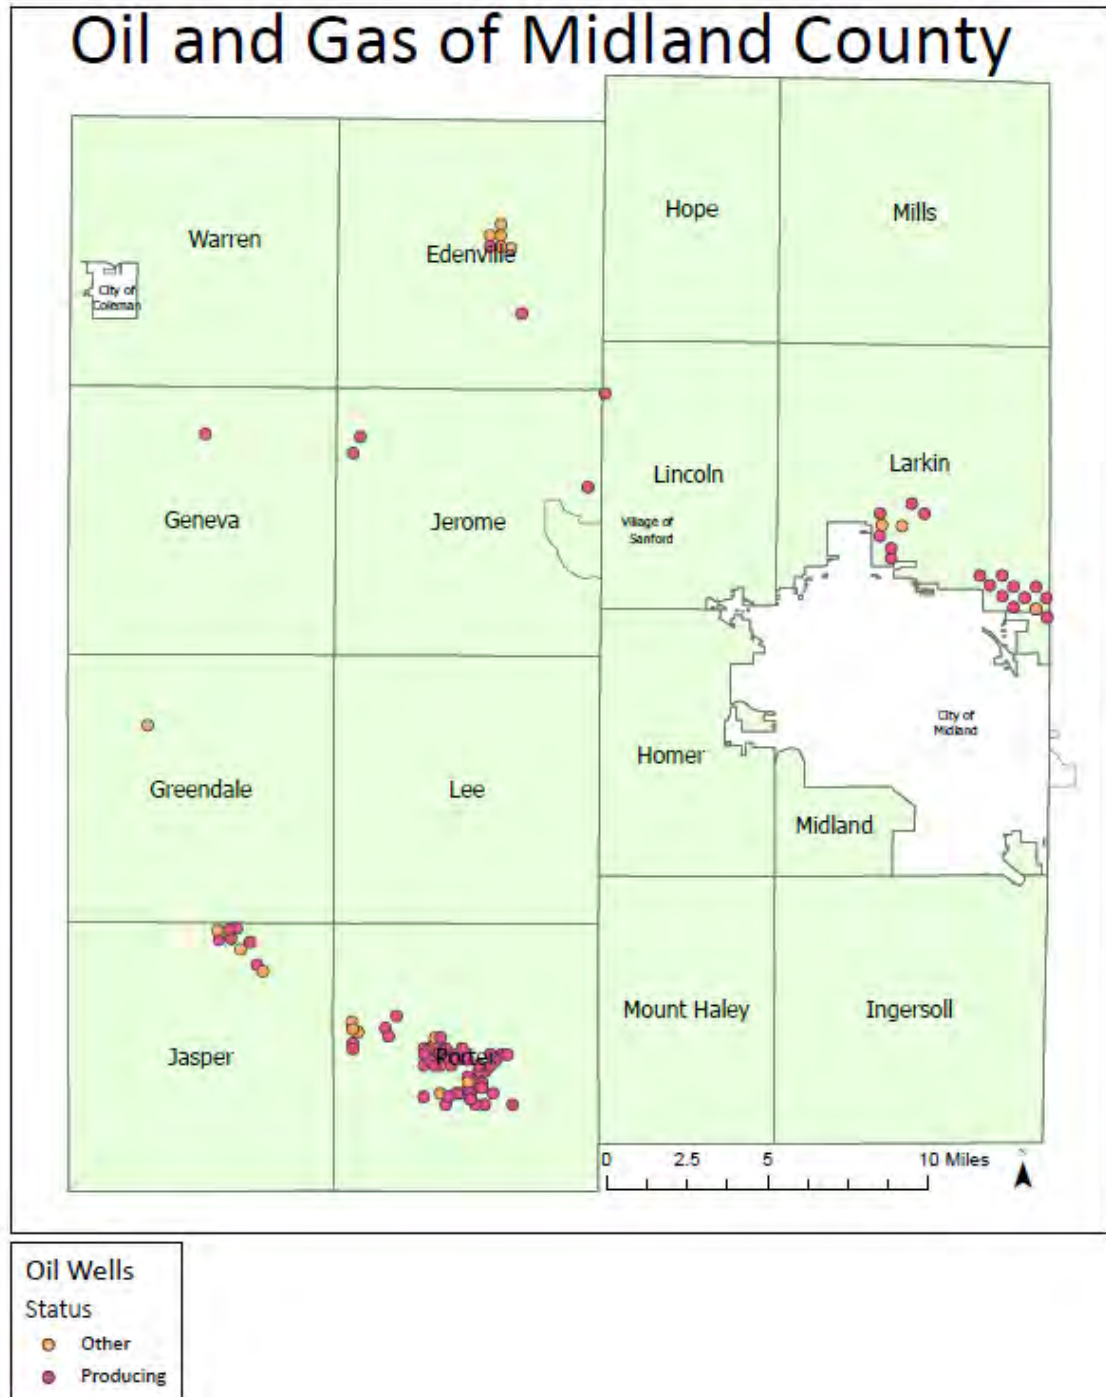 Oil and Gas of Midland County
Hope
Mills
Warren
Edenville
City of
Coleman
Larkin
Lincoln
Geneva
Jerome
Village of
Sanford
City of
Midland
Homer
Greendale
Lee
Midland
Mount Haley
Ingersoll
Jasper
Porter
0 2.5 5 10 Miles
N
Oil Wells
Status
Other
Producing